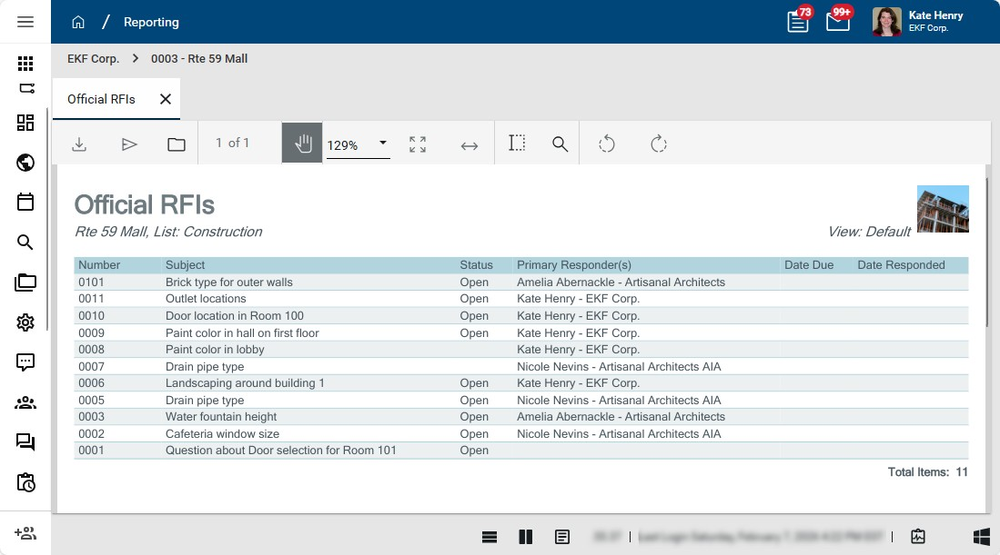 / Reporting
73
99+
Kate Henry
EKF Corp.
EKF Corp. > 0003 - Rte 59 Mall
Official RFIs
1 of 1
129%
Official RFIs
Rte 59 Mall, List: Construction
View: Default
Number Subject Status Primary Responder(s) Date Due Date Responded
0101 Brick type for outer walls Open Amelia Abernackle - Artisanal Architects
0011 Outlet locations Open Kate Henry - EKF Corp.
0010 Door location in Room 100 Open Kate Henry - EKF Corp.
0009 Paint color in hall on first floor Open Kate Henry - EKF Corp.
0008 Paint color in lobby Kate Henry - EKF Corp.
0007 Drain pipe type Nicole Nevins - Artisanal Architects AIA
0006 Landscaping around building 1 Open Kate Henry - EKF Corp.
0005 Drain pipe type Open Nicole Nevins - Artisanal Architects AIA
0003 Water fountain height Open Amelia Abernackle - Artisanal Architects
0002 Cafeteria window size Open Nicole Nevins - Artisanal Architects AIA
0001 Question about Door selection for Room 101 Open
Total Items: 11